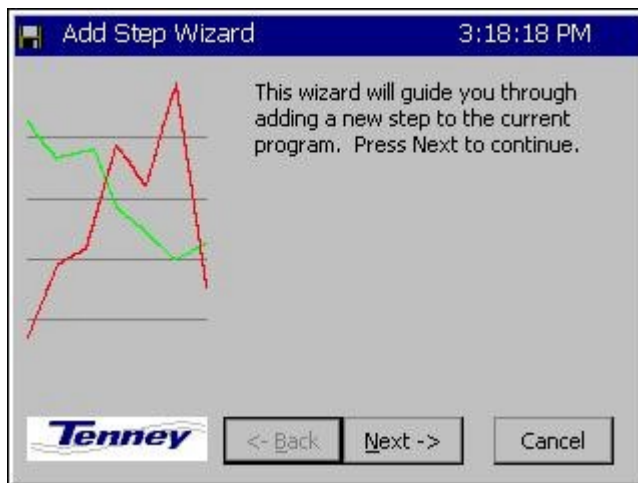 Add Step Wizard 3:18:18 PM
This wizard will guide you through
adding a new step to the current
program. Press Next to continue.
Tenney <- Back Next -> Cancel